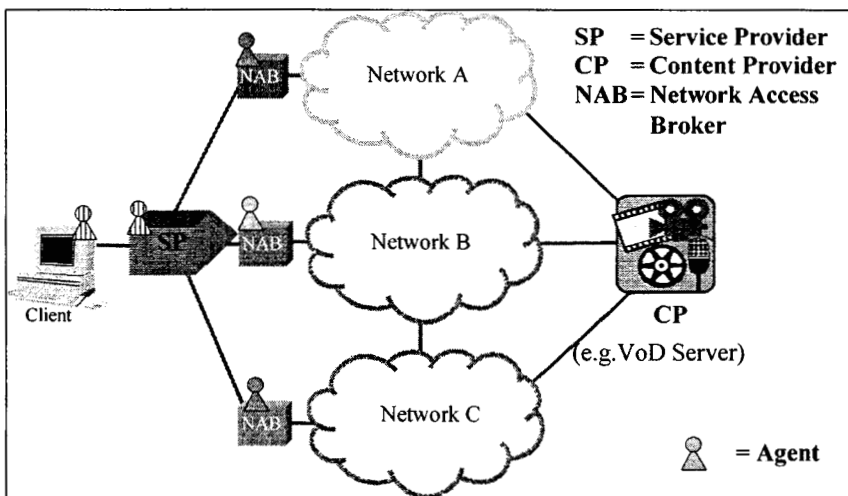 SP = Service Provider
CP = Content Provider
NAB = Network Access
Broker
NAB
Network A
SP
NAB
Network B
Client
CP
(e.g.VoD Server)
NAB
Network C
= Agent